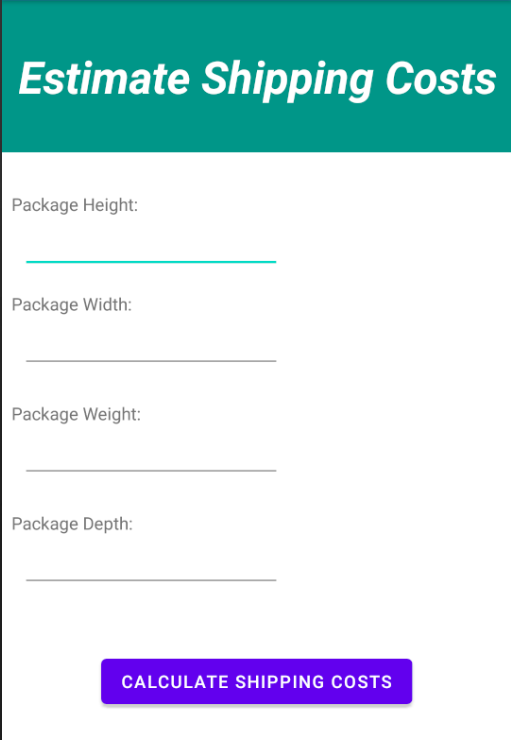 Estimate Shipping Costs
Package Height:
Package Width:
Package Weight:
Package Depth:
CALCULATE SHIPPING COSTS